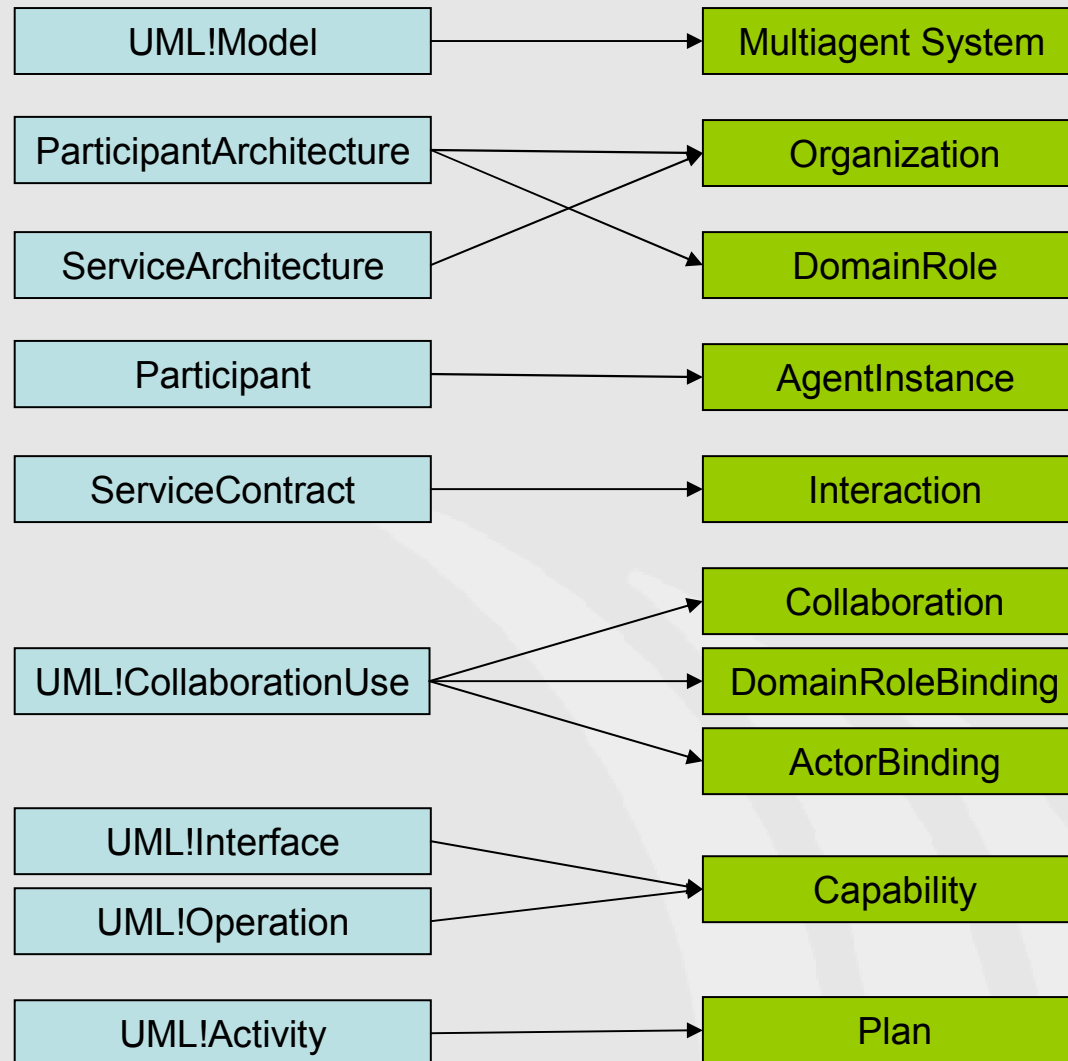 UML!Model
Multiagent System
ParticipantArchitecture
Organization
ServiceArchitecture
DomainRole
Participant
AgentInstance
ServiceContract
Interaction
Collaboration
UML!CollaborationUse
DomainRoleBinding
ActorBinding
UML!Interface
Capability
UML!Operation
UML!Activity
Plan